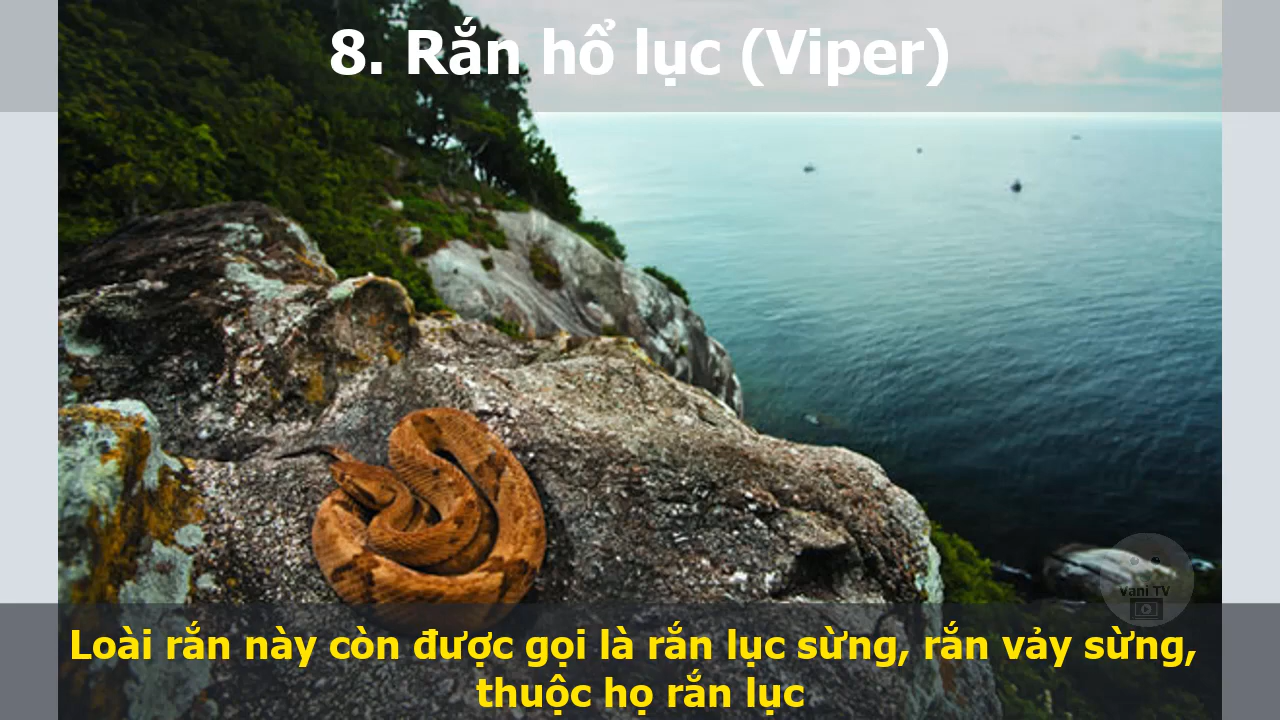 8. Rắn hổ lục (Viper)
Vani TV
Loài rắn này còn được gọi là rắn lục sừng, rắn vảy sừng,
thuộc họ rắn lục